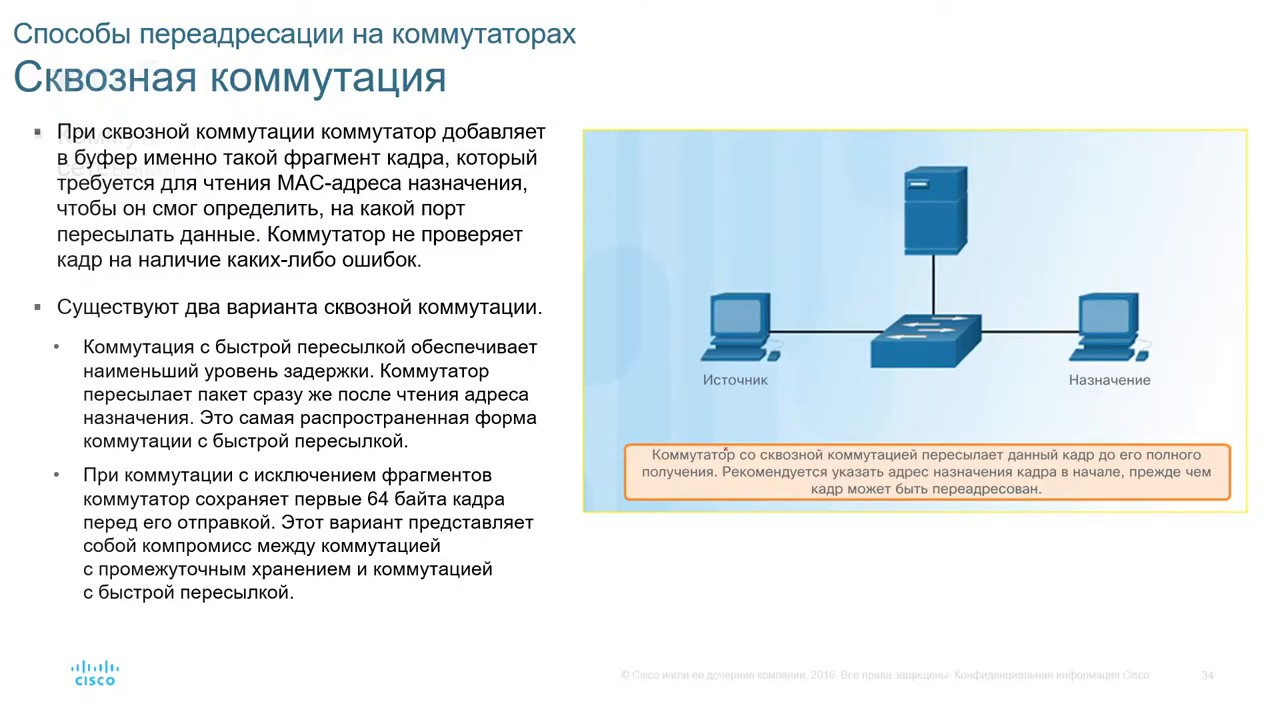 Способы переадресации на коммутаторах
Сквозная коммутация
При сквозной коммутации коммутатор добавляет
в буфер именно такой фрагмент кадра, который
требуется для чтения MAC-адреса назначения,
чтобы он смог определить, на какой порт
пересылать данные. Коммутатор не проверяет
кадр на наличие каких-либо ошибок.
Существуют два варианта сквозной коммутации.
Коммутация с быстрой пересылкой обеспечивает
наименьший уровень задержки. Коммутатор
пересылает пакет сразу же после чтения адреса
назначения. Это самая распространенная форма
коммутации с быстрой пересылкой.
При коммутации с исключением фрагментов
коммутатор сохраняет первые 64 байта кадра
перед его отправкой. Этот вариант представляет
собой компромисс между коммутацией
с промежуточным хранением и коммутацией
с быстрой пересылкой.
Источник
Назначение
Коммутатор со сквозной коммутацией пересылает данный кадр до его полного
получения. Рекомендуется указать адрес назначения кадра в начале, прежде чем
кадр может быть переадресован.
CISCO
© Cisco и/или ее дочерние компании, 2016. Все права защищены. Конфиденциальная информация Cisco
34